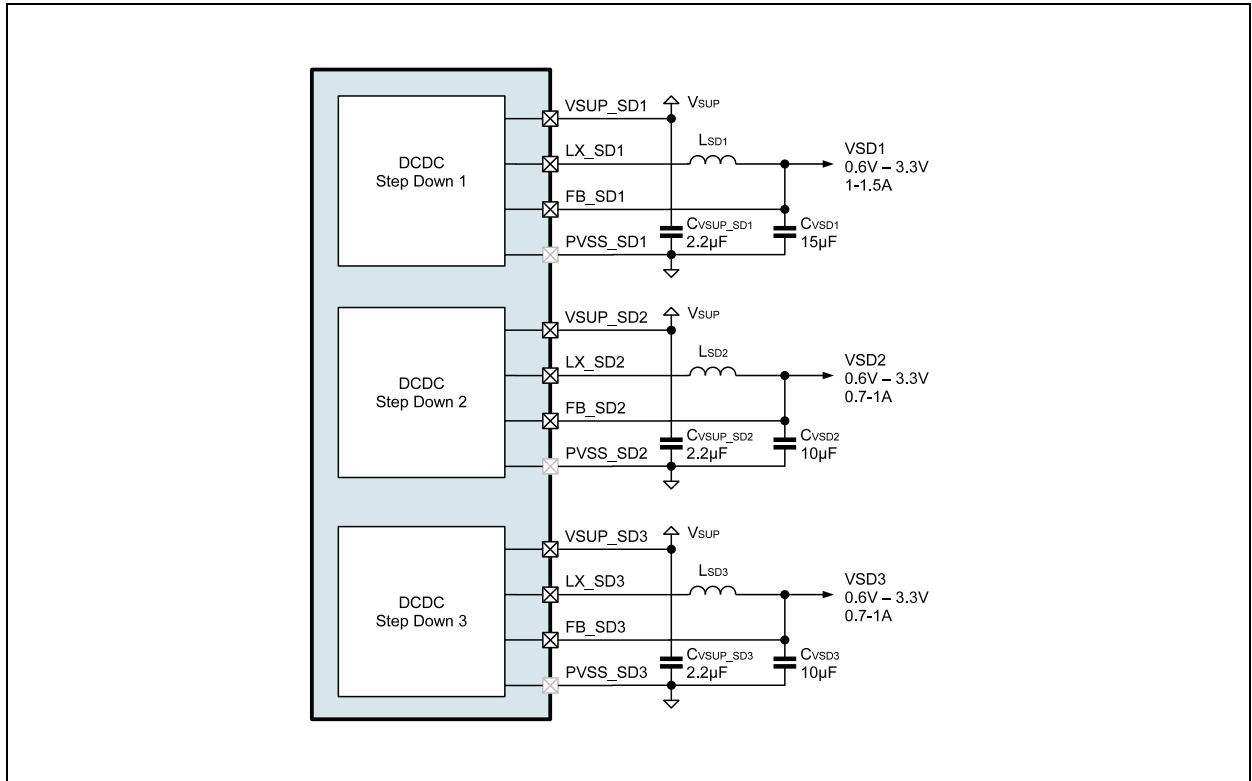 DCDC
Step Down 1
VSUP_SD1
LX_SD1
FB_SD1
PVSS_SD1
VSUP
LSD1
CVSUP_SD1
2.2µF
CVSD1
15µF
VSD1
0.6V – 3.3V
1-1.5A
DCDC
Step Down 2
VSUP_SD2
LX_SD2
FB_SD2
PVSS_SD2
VSUP
LSD2
CVSUP_SD2
2.2µF
CVSD2
10µF
VSD2
0.6V – 3.3V
0.7-1A
DCDC
Step Down 3
VSUP_SD3
LX_SD3
FB_SD3
PVSS_SD3
VSUP
LSD3
CVSUP_SD3
2.2µF
CVSD3
10µF
VSD3
0.6V – 3.3V
0.7-1A